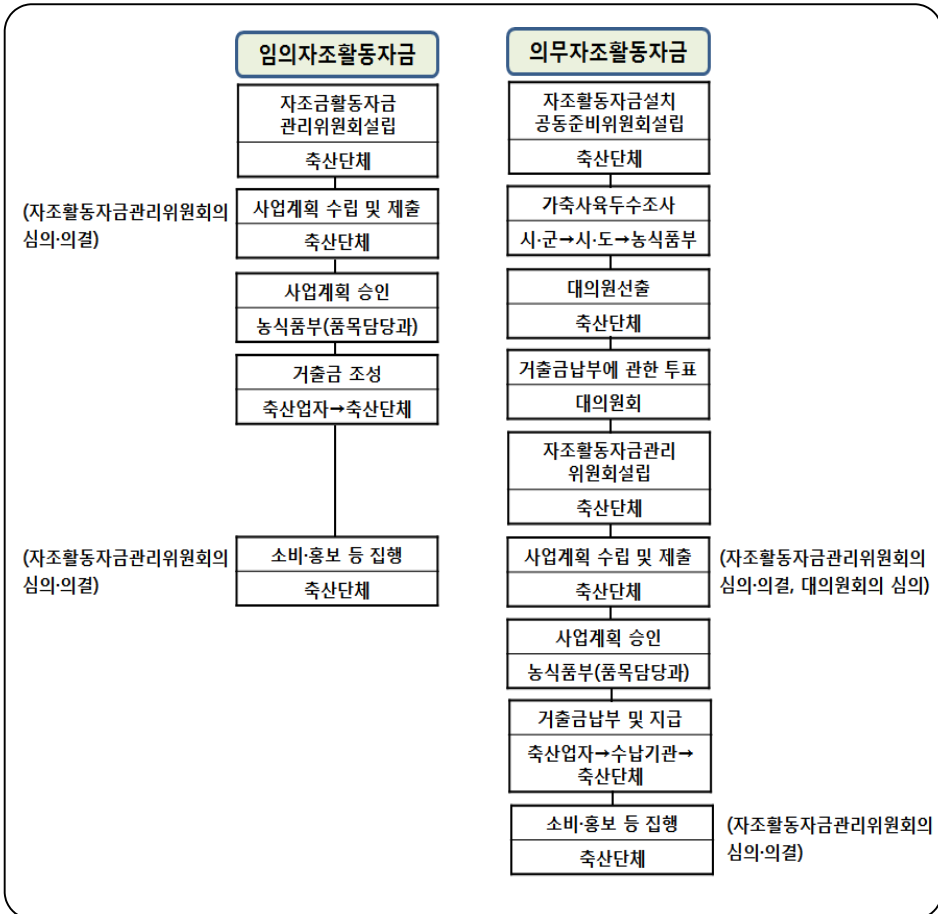 임의자조활동자금
자조금활동자금
관리위원회설립
축산단체
(자조활동자금관리위원회의
심의·의결)
사업계획 수립 및 제출
축산단체
사업계획 승인
농식품부(품목담당과)
거출금 조성
축산업자→축산단체
(자조활동자금관리위원회의
심의·의결)
소비·홍보 등 집행
축산단체
의무자조활동자금
자조활동자금설치
공동준비위원회설립
축산단체
가축사육두수조사
시·군→시·도→농식품부
대의원선출
축산단체
거출금납부에 관한 투표
대의원회
자조활동자금관리
위원회설립
축산단체
사업계획 수립 및 제출
축산단체
(자조활동자금관리위원회의
심의·의결, 대의원회의 심의)
사업계획 승인
농식품부(품목담당과)
거출금납부 및 지급
축산업자→수납기관→
축산단체
소비·홍보 등 집행
축산단체
(자조활동자금관리위원회의
심의·의결)